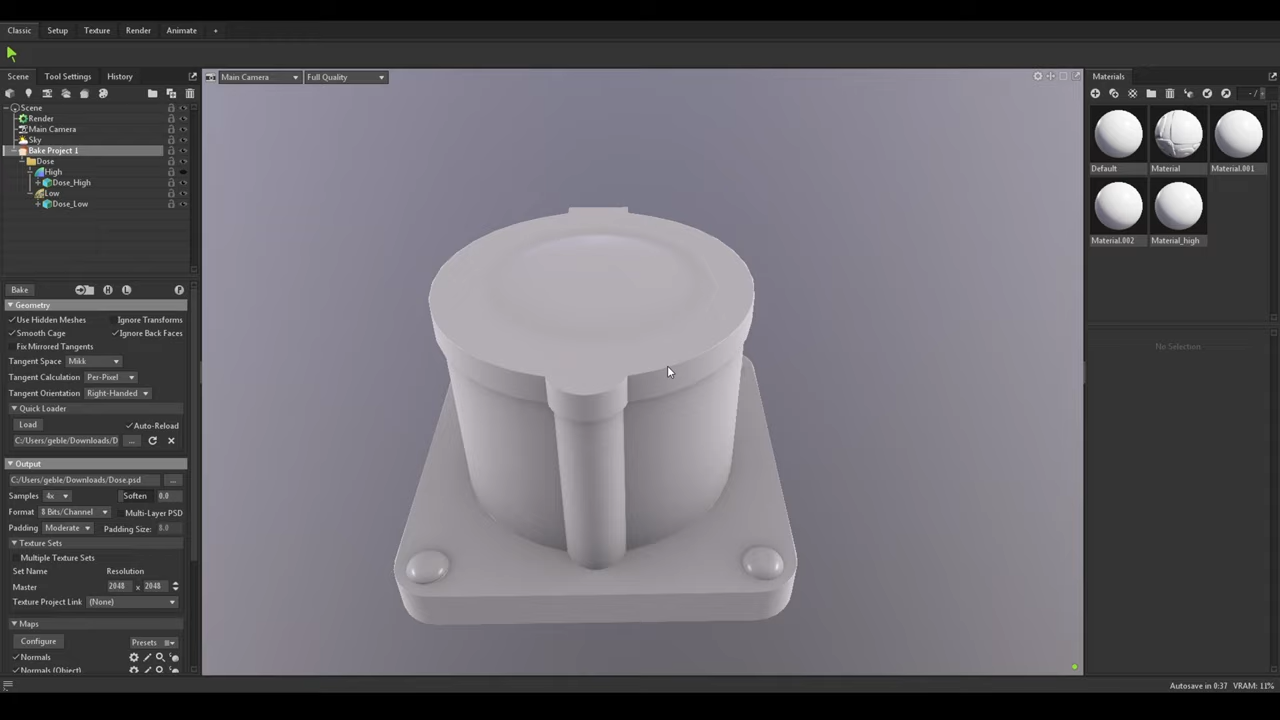 Classic Setup Texture Render Animate +
Scene Tool Settings History
Main Camera Full Quality
Materials
Scene
Render
Main Camera
Sky
Bake Project 1
Dose
High
Dose_High
Low
Dose_Low
Default Material Material.001
Material.002 Material_high
Bake
Geometry
Use Hidden Meshes Ignore Transforms
Smooth Cage Ignore Back Faces
Fix Mirrored Tangents
Tangent Space Mikk
Tangent Calculation Per-Pixel
Tangent Orientation Right-Handed
Quick Loader
Load Auto-Reload
C:/Users/geble/Downloads/D ...
Output
C:/Users/geble/Downloads/Dose.psd ...
Samples 4x Soften 0.0
Format 8 Bits/Channel Multi-Layer PSD
Padding Moderate Padding Size: 8.0
Texture Sets
Multiple Texture Sets
Set Name Resolution
Master 2048 x 2048
Texture Project Link (None)
Maps
Configure Presets
Normals
Normals (Object)
No Selection
Autosave in 0:37 VRAM: 11%